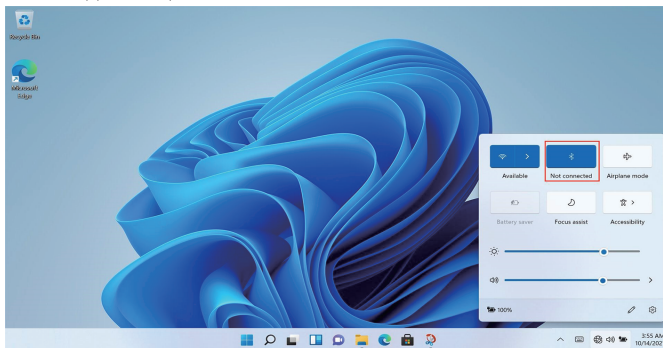 Recycle Bin
Microsoft
Edge
Available
Not connected
Airplane mode
Battery saver
Focus assist
Accessibility
100%
3:55 AM